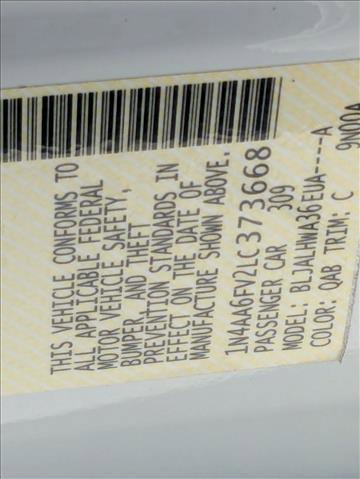 THIS VEHICLE CONFORMS TO
ALL APPLICABLE FEDERAL
MOTOR VEHICLE SAFETY,
BUMPER, AND THEFT
PREVENTION STANDARDS IN
EFFECT ON THE DATE OF
MANUFACTURE SHOWN ABOVE.
1N4AA6FV2LC373668
PASSENGER CAR 309
MODEL: BLJALHWA36EUA----A
COLOR: QAB TRIM: C 9N00A